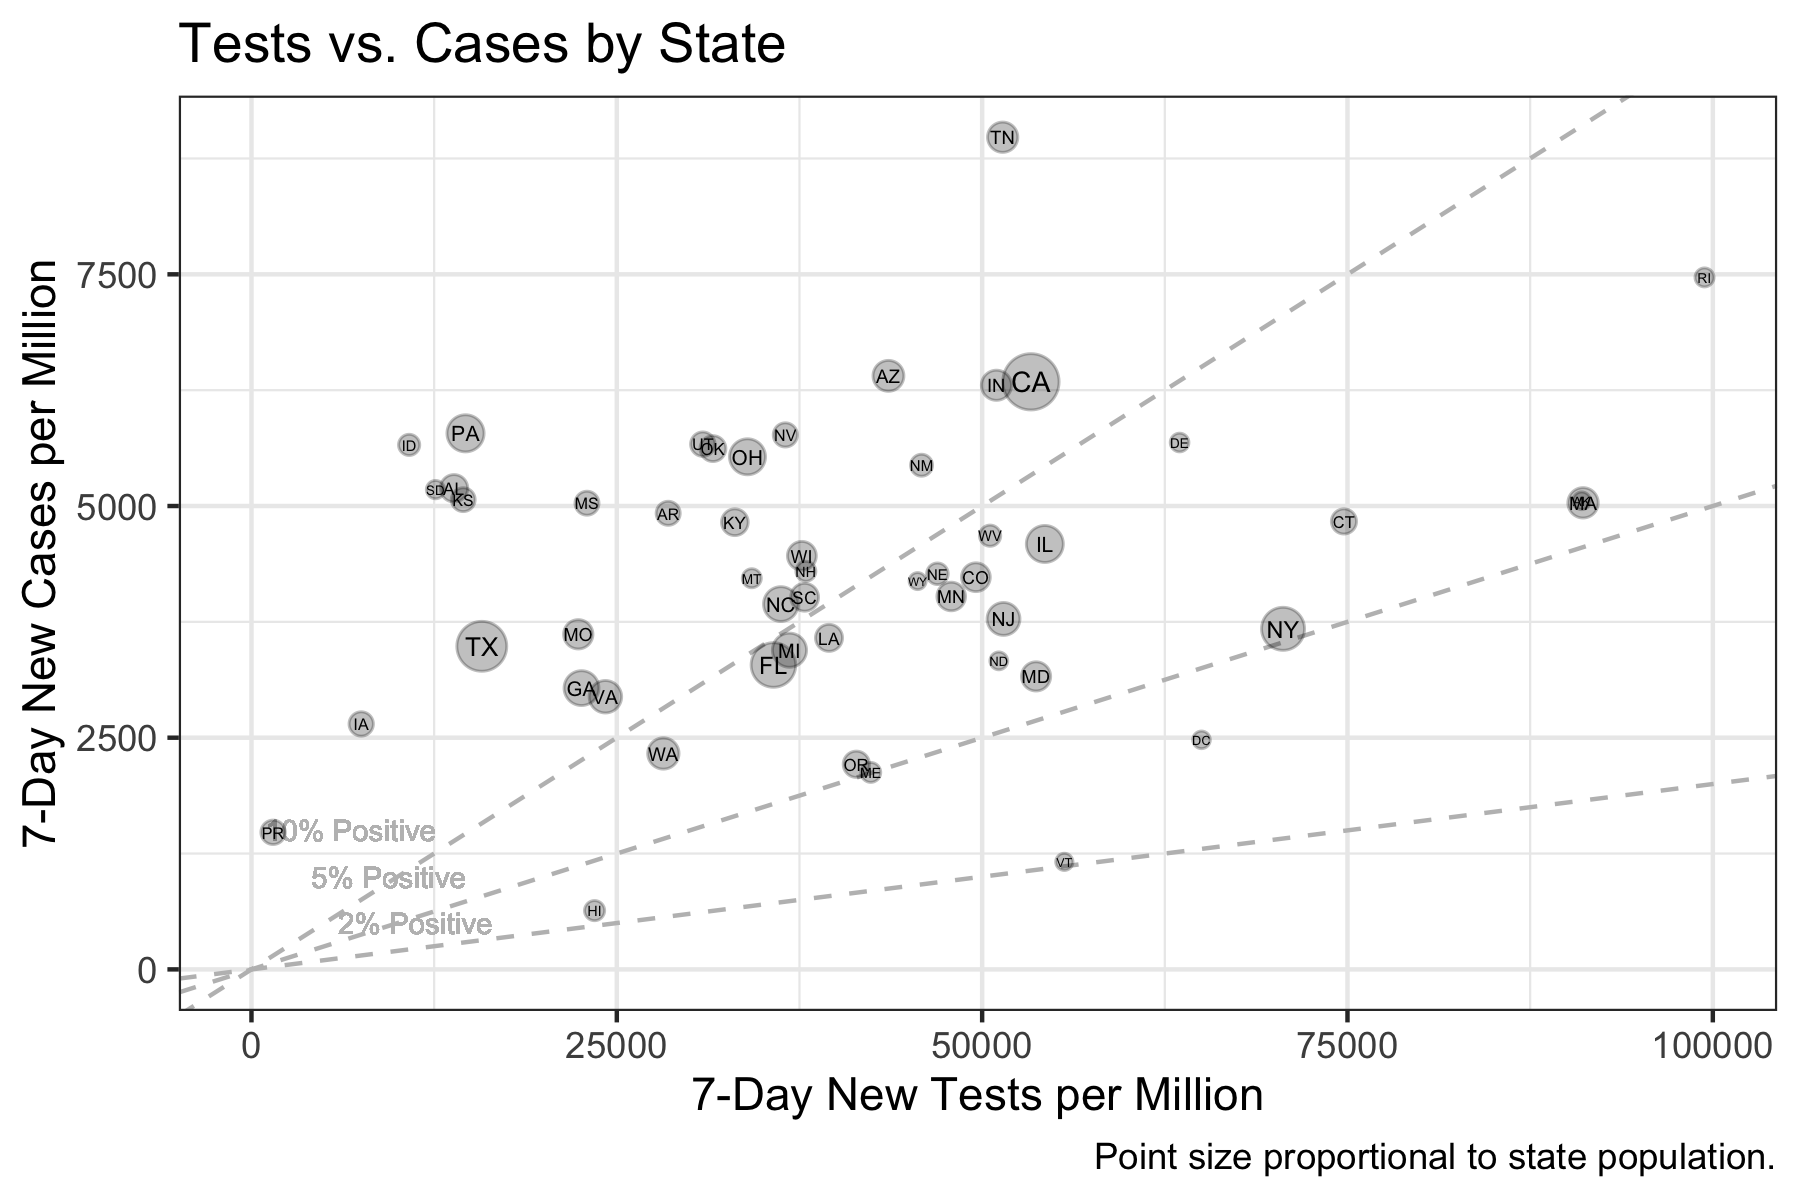 Tests vs. Cases by State
7-Day New Cases per Million
7500
5000
2500
0
TN
RI
AZ
IN
CA
ID
PA
UT
OK
OH
NV
NM
DE
SD
AL
KS
MS
AR
KY
WV
IL
CT
MA
WI
NH
MT
WY
NE
CO
NC
SC
MN
NJ
NY
TX
MO
LA
FL
MI
ND
MD
GA
VA
IA
WA
OR
ME
DC
PR
0% Positive
5% Positive
2% Positive
HI
VT
0
25000
50000
75000
100000
7-Day New Tests per Million
Point size proportional to state population.